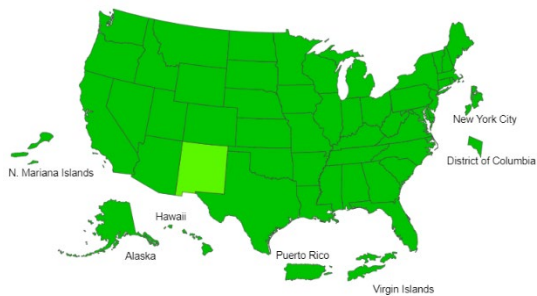 New York City
District of Columbia
N. Mariana Islands
Hawaii
Alaska
Puerto Rico
Virgin Islands